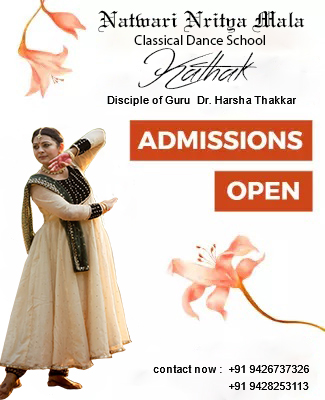 Natwari Nritya Mala
Classical Dance School
Kathak
Disciple of Guru Dr. Harsha Thakkar
ADMISSIONS
OPEN
contact now : +91 9426737326
+91 9428253113